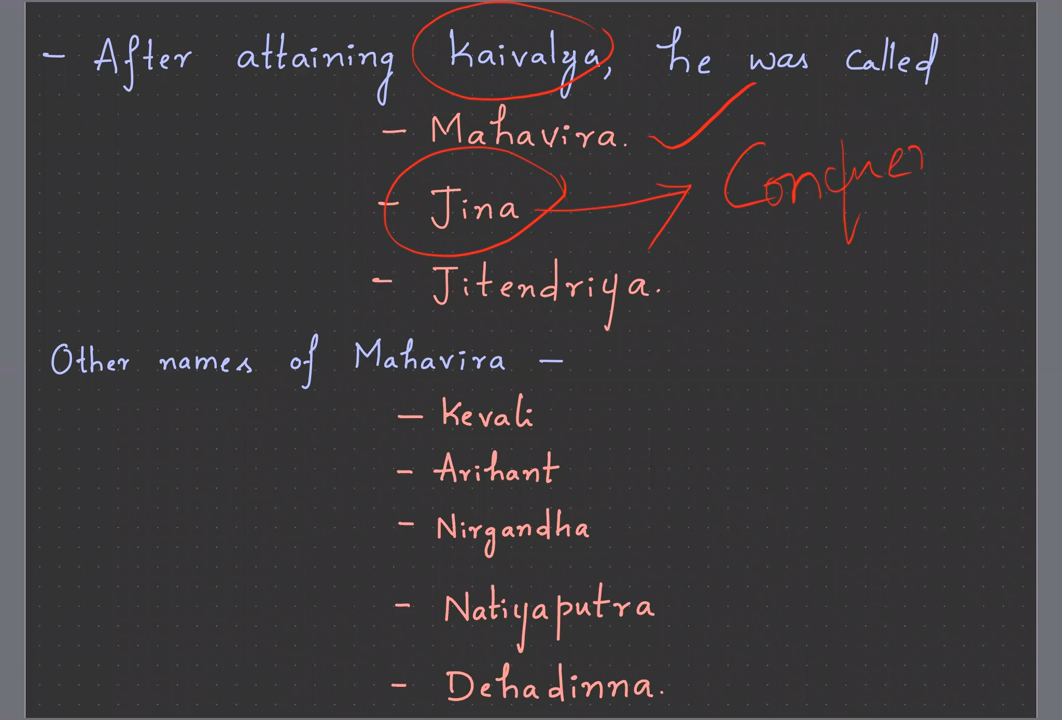 - After attaining Kaivalya, he was called
- Mahavira.
- Jina → Conquer
- Jitendriya.
Other names of Mahavira -
- Kevali
- Arihant
- Nirgandha
- Natiyaputra
- Dehadinna.